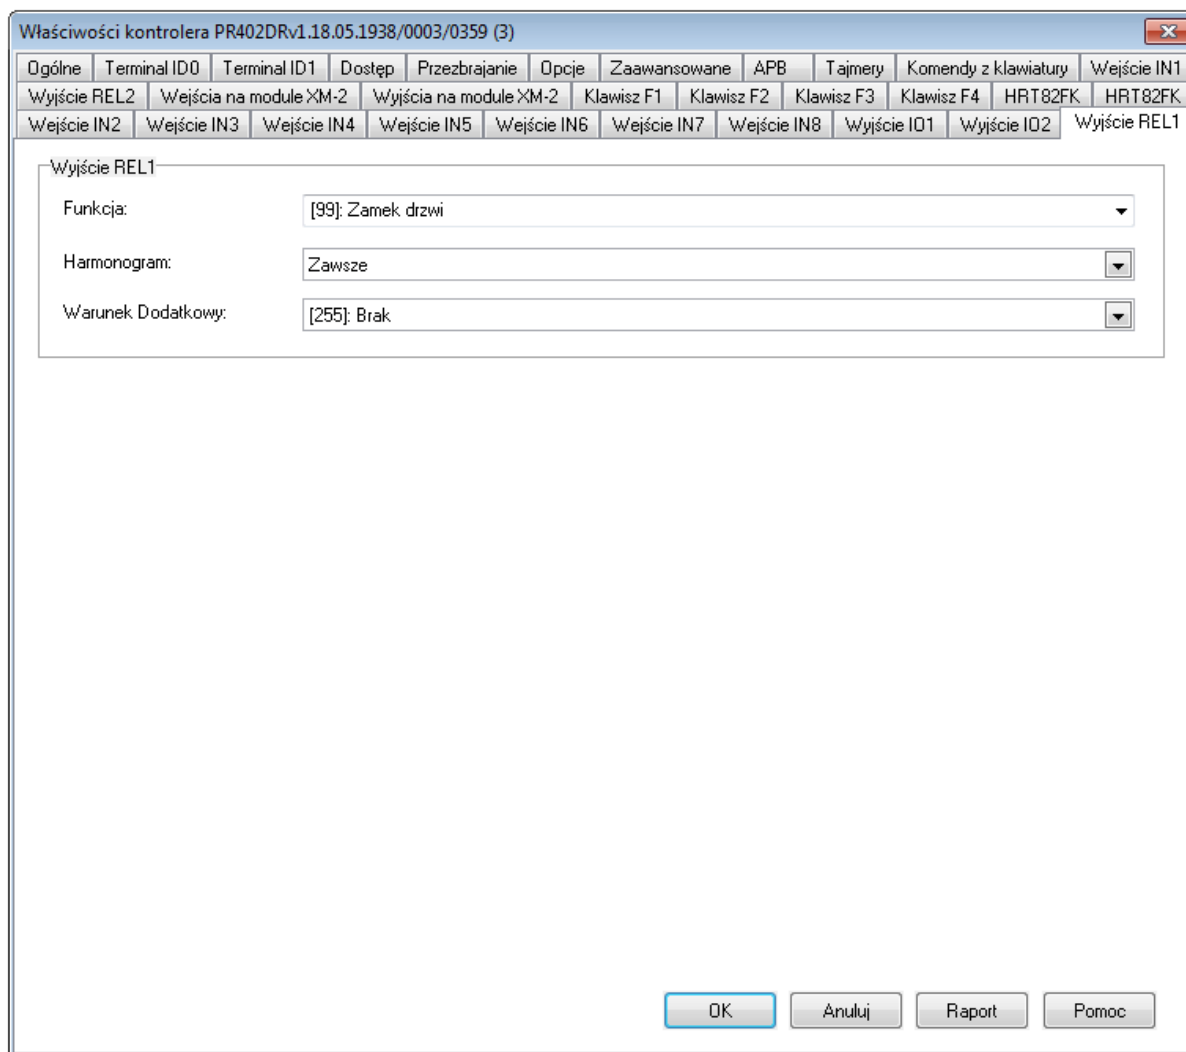 Właściwości kontrolera PR402DRv1.18.05.1938/0003/0359 (3)
Ogólne Terminal ID0 Terminal ID1 Dostęp Przezbrajanie Opcje Zaawansowane APB Tajmery Komendy z klawiatury Wejście IN1
Wyjście REL2 Wejścia na module XM-2 Wyjścia na module XM-2 Klawisz F1 Klawisz F2 Klawisz F3 Klawisz F4 HRT82FK HRT82FK
Wejście IN2 Wejście IN3 Wejście IN4 Wejście IN5 Wejście IN6 Wejście IN7 Wejście IN8 Wyjście IO1 Wyjście IO2 Wyjście REL1
Wyjście REL1
Funkcja: [99]: Zamek drzwi
Harmonogram: Zawsze
Warunek Dodatkowy: [255]: Brak
OK Anuluj Raport Pomoc